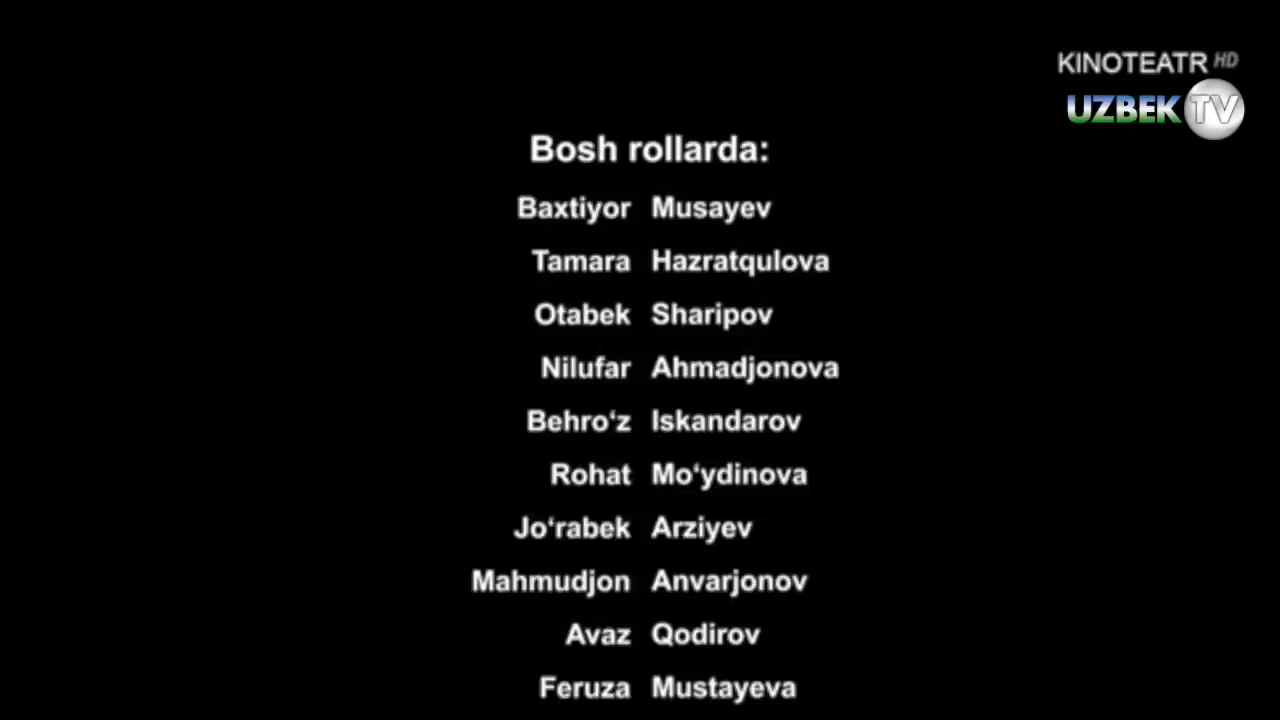 KINOTEATR HD
UZBEK TV
Bosh rollarda:
Baxtiyor Musayev
Tamara Hazratqulova
Otabek Sharipov
Nilufar Ahmadjonova
Behro‘z Iskandarov
Rohat Mo‘ydinova
Jo‘rabek Arziyev
Mahmudjon Anvarjonov
Avaz Qodirov
Feruza Mustayeva